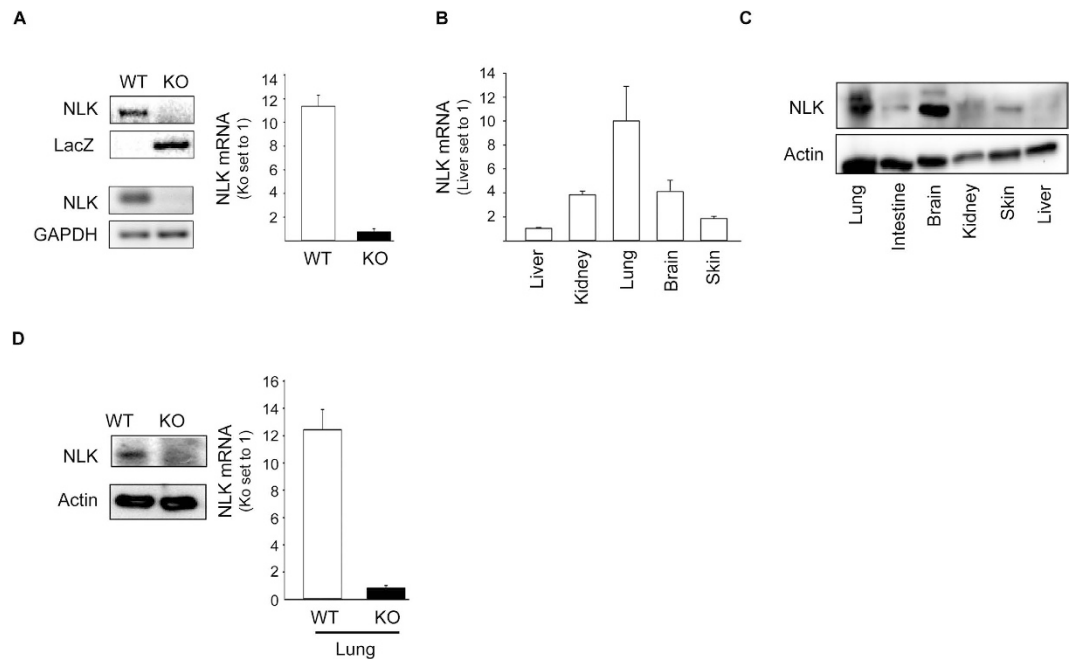 A
WT KO
NLK
LacZ
NLK
GAPDH
NLK mRNA
(Ko set to 1)
14
12
10
8
6
4
2
WT KO
B
NLK mRNA
(Liver set to 1)
14
12
10
8
6
4
2
Liver
Kidney
Lung
Brain
Skin
C
NLK
Actin
Lung
Intestine
Brain
Kidney
Skin
Liver
D
WT KO
NLK
Actin
NLK mRNA
(Ko set to 1)
16
14
12
10
8
6
4
2
0
WT KO
Lung